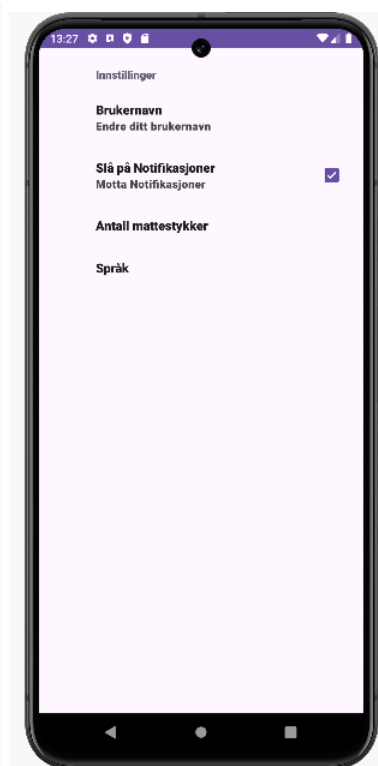 13:27
Innstillinger
Brukernavn
Endre ditt brukernavn
Slå på Notifikasjoner
Motta Notifikasjoner
Antall mattestykker
Språk